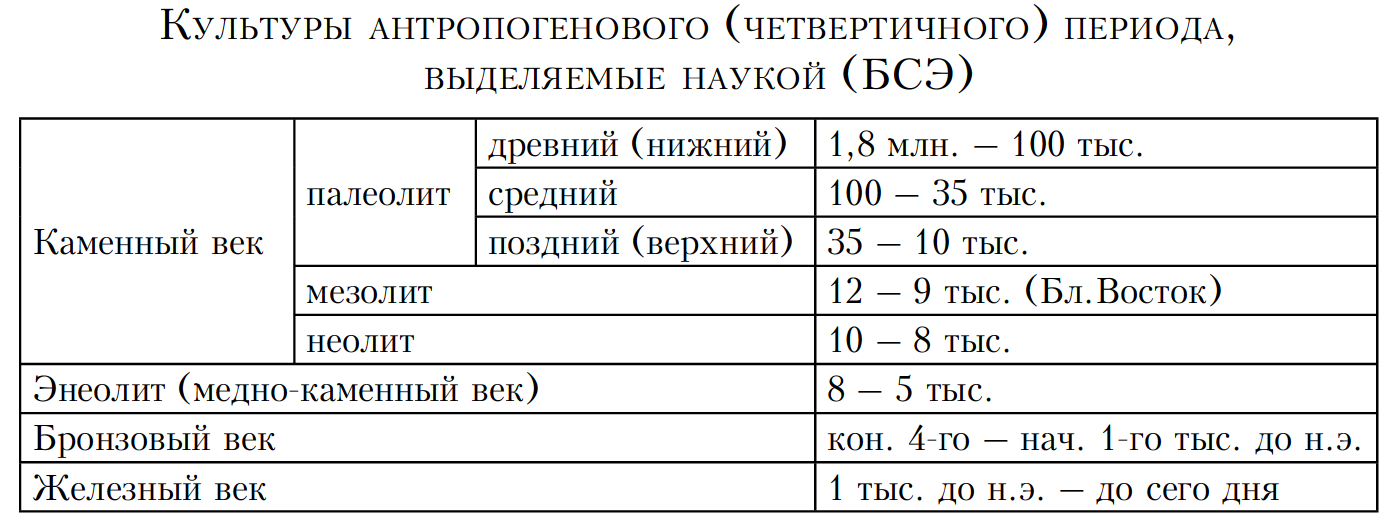 Культуры антропогенового (четвертичного) периода,
выделяемые наукой (БСЭ)
древний (нижний) 1,8 млн. — 100 тыс.
палеолит средний 100 — 35 тыс.
Каменный век поздний (верхний) 35 — 10 тыс.
мезолит 12 — 9 тыс. (Бл.Восток)
неолит 10 — 8 тыс.
Энеолит (медно-каменный век) 8 — 5 тыс.
Бронзовый век кон. 4-го — нач. 1-го тыс. до н.э.
Железный век 1 тыс. до н.э. — до сего дня